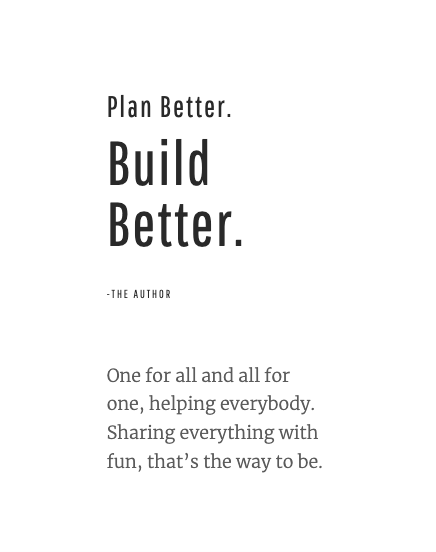 Plan Better.
Build
Better.
-THE AUTHOR
One for all and all for
one, helping everybody.
Sharing everything with
fun, that’s the way to be.